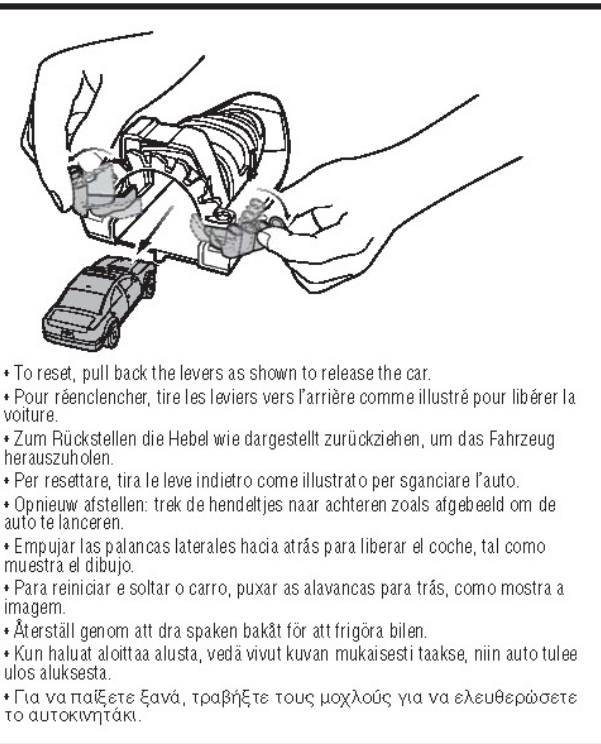 • To reset, pull back the levers as shown to release the car.
• Pour réenclencher, tire les leviers vers l'arrière comme illustré pour libérer la
voiture.
• Zum Rückstellen die Hebel wie dargestellt zurückziehen, um das Fahrzeug
herauszuholen.
• Per resettare, tira le leve indietro come illustrato per sganciare l'auto.
• Opnieuw afstellen: trek de hendeltjes naar achteren zoals afgebeeld om de
auto te lanceren.
• Empujar las palancas laterales hacia atrás para liberar el coche, tal como
muestra el dibujo.
• Para reiniciar e soltar o carro, puxar as alavancas para trás, como mostra a
imagem.
• Återställ genom att dra spaken bakåt för att frigöra bilen.
• Kun haluat aloittaa alusta, vedä vivut kuvan mukaisesti taakse, niin auto tulee
ulos aluksesta.
• Για να παίξετε ξανά, τραβήξτε τους μοχλούς για να ελευθερώσετε
το αυτοκινητάκι.